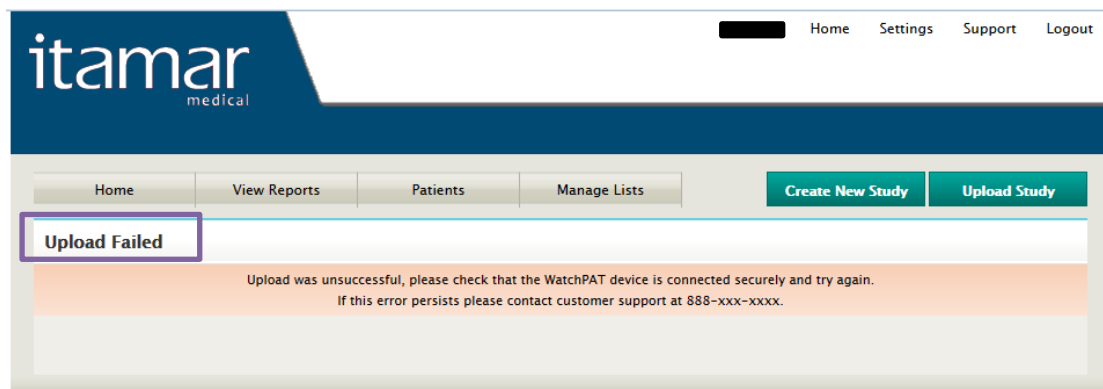 itamar
medical
Home Settings Support Logout
Home View Reports Patients Manage Lists Create New Study Upload Study
Upload Failed
Upload was unsuccessful, please check that the WatchPAT device is connected securely and try again.
If this error persists please contact customer support at 888-xxx-xxxx.